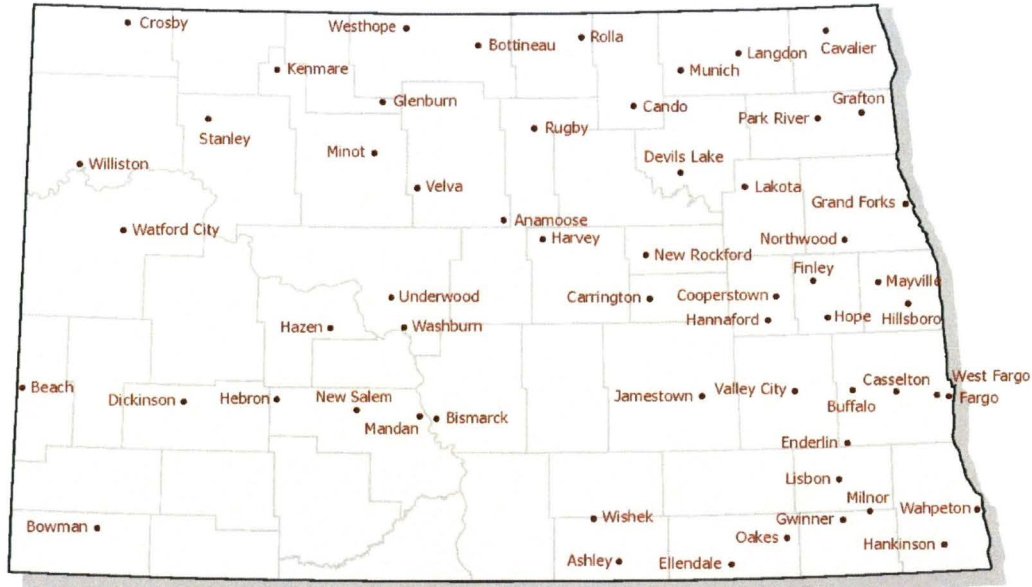 Crosby
Westhope
Bottineau
Rolla
Langdon
Cavalier
Kenmare
Munich
Glenburn
Cando
Grafton
Park River
Stanley
Rugby
Minot
Devils Lake
Williston
Velva
Lakota
Grand Forks
Anamoose
Watford City
Harvey
Northwood
New Rockford
Finley
Mayville
Underwood
Carrington
Cooperstown
Hazen
Washburn
Hannaford
Hope
Hillsboro
Beach
Dickinson
Hebron
New Salem
Jamestown
Valley City
Casselton
West Fargo
Fargo
Buffalo
Mandan
Bismarck
Enderlin
Lisbon
Milnor
Wahpeton
Bowman
Wishek
Gwinner
Oakes
Hankinson
Ashley
Ellendale